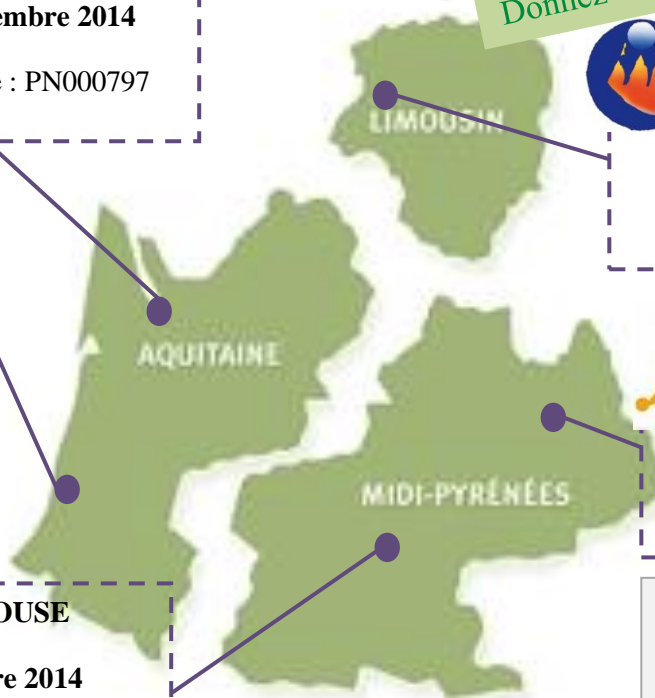 embre 2014
: PN000797
Donnez
LIMOUSIN
AQUITAINE
MIDI-PYRÉNÉES
OUSE
re 2014